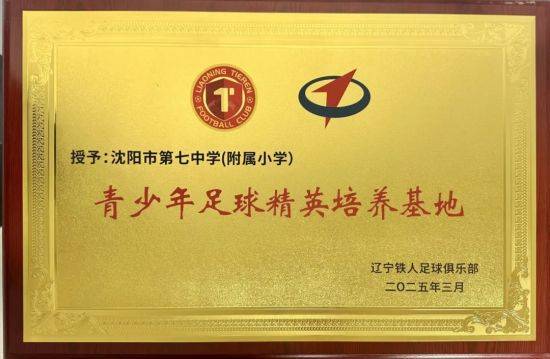 LIAONING TIEREN
FOOTBALL CLUB
授予：沈阳市第七中学(附属小学)
青少年足球精英培养基地
辽宁铁人足球俱乐部
二〇二五年三月